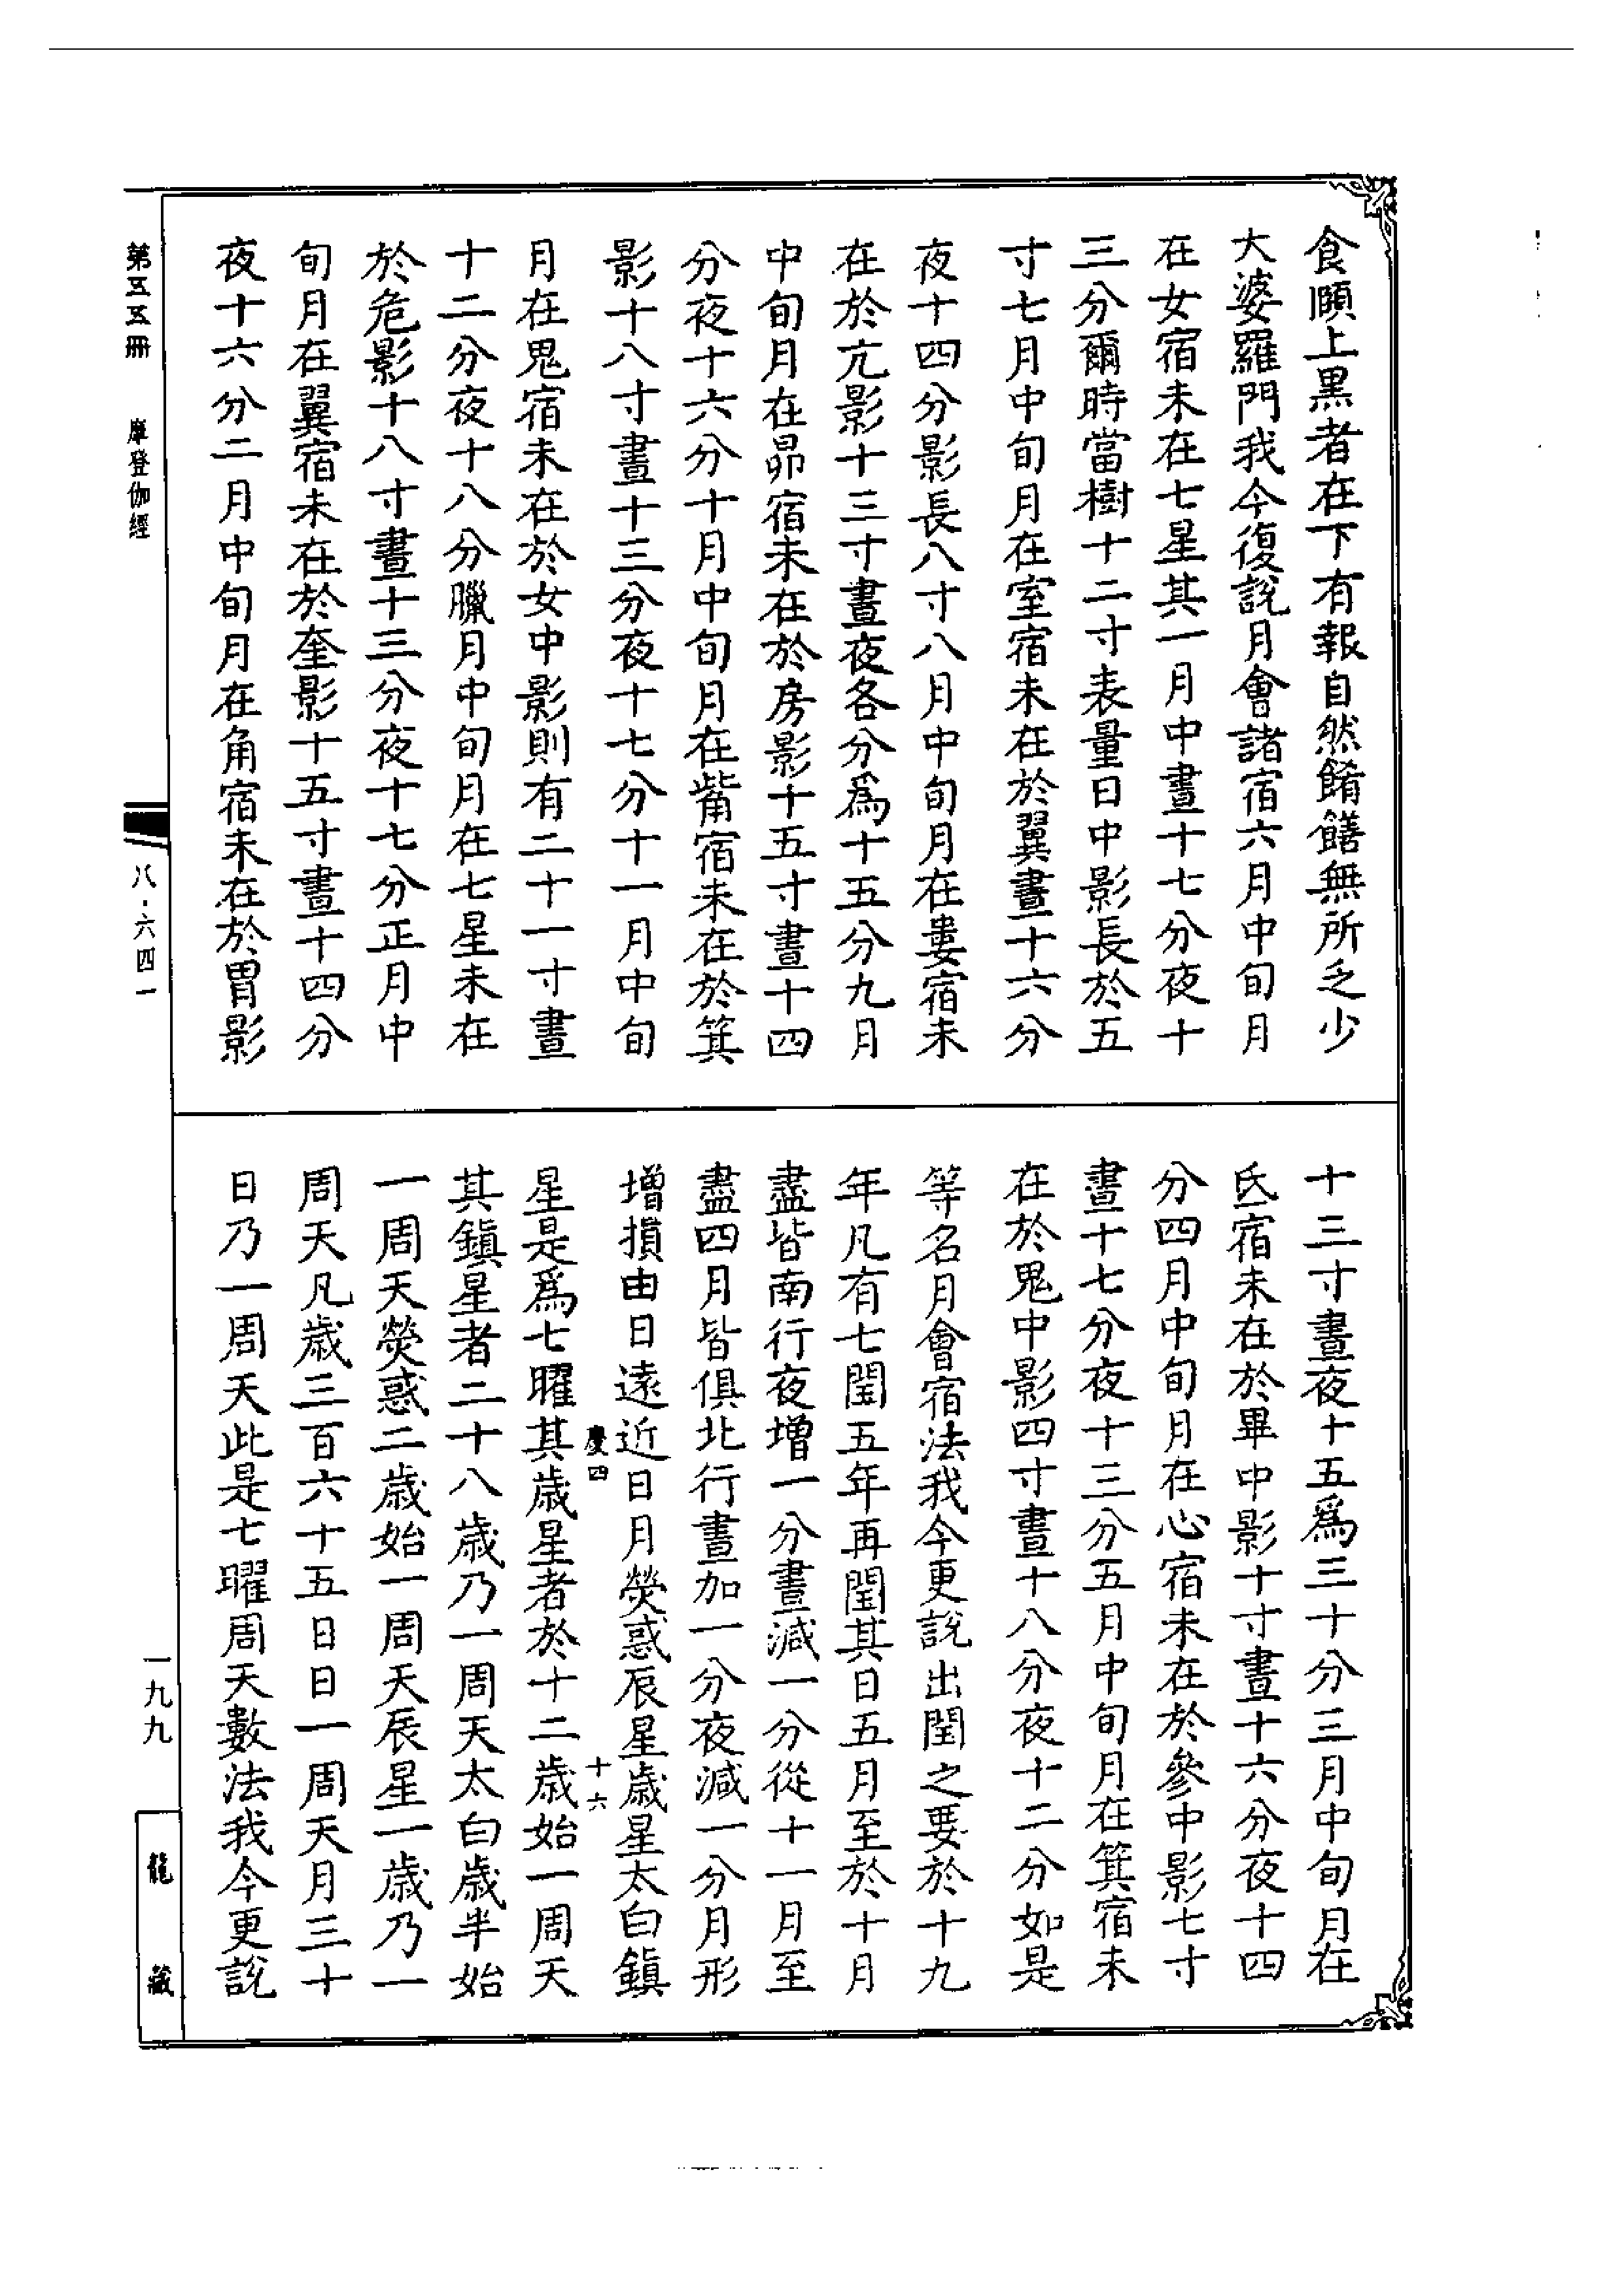 食頤上黑者在下有報自然餚饍無所乏少
大婆羅門我今復說月會諸宿六月中旬月
在女宿未在七星其一月中晝十七分夜十
三分爾時當樹十二寸表量日中影長於五
寸七月中旬月在室宿未在於翼晝十六分
夜十四分影長八寸八月中旬月在婁宿未
在於亢影十三寸晝夜各分爲十五分九月
中旬月在昴宿未在於房影十五寸晝十四
分夜十六分十月中旬月在觜宿未在於箕
影十八寸晝十三分夜十七分十一月中旬
月在鬼宿未在於女中影則有二十一寸晝
十二分夜十八分臘月中旬月在七星未在
於危影十八寸晝十三分夜十七分正月中
旬月在翼宿未在於奎影十五寸晝十四分
夜十六分二月中旬月在角宿未在於胃影
十三寸晝夜十五爲三十分三月中旬月在
氐宿未在於畢中影十寸晝十六分夜十四
分四月中旬月在心宿未在於參中影七寸
晝十七分夜十三分五月中旬月在箕宿未
在於鬼中影四寸晝十八分夜十二分如是
等名月會宿法我今更說出閏之要於十九
年凡有七閏五年再閏其日五月至於十月
盡皆南行夜增一分晝減一分從十一月至
盡四月皆俱北行晝加一分夜減一分月形
增損由日遠近日月熒惑辰星歲星太白鎮
慶四 十六
星是爲七曜其歲星者於十二歲始一周天
其鎮星者二十八歲乃一周天太白歲半始
一周天熒惑二歲始一周天辰星一歲乃一
周天凡歲三百六十五日日一周天月三十
日乃一周天此是七曜周天數法我今更說
第五五冊 摩登伽經
八·六四一
一九九
龍藏